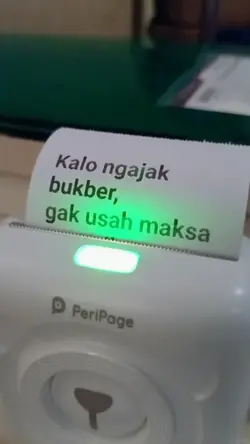 Kalo ngajak
bukber,
gak usah maksa
PeriPage